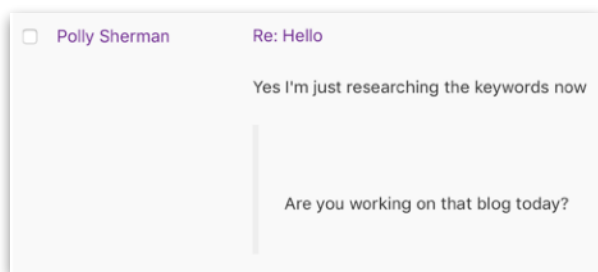 Polly Sherman
Re: Hello
Yes I'm just researching the keywords now
Are you working on that blog today?